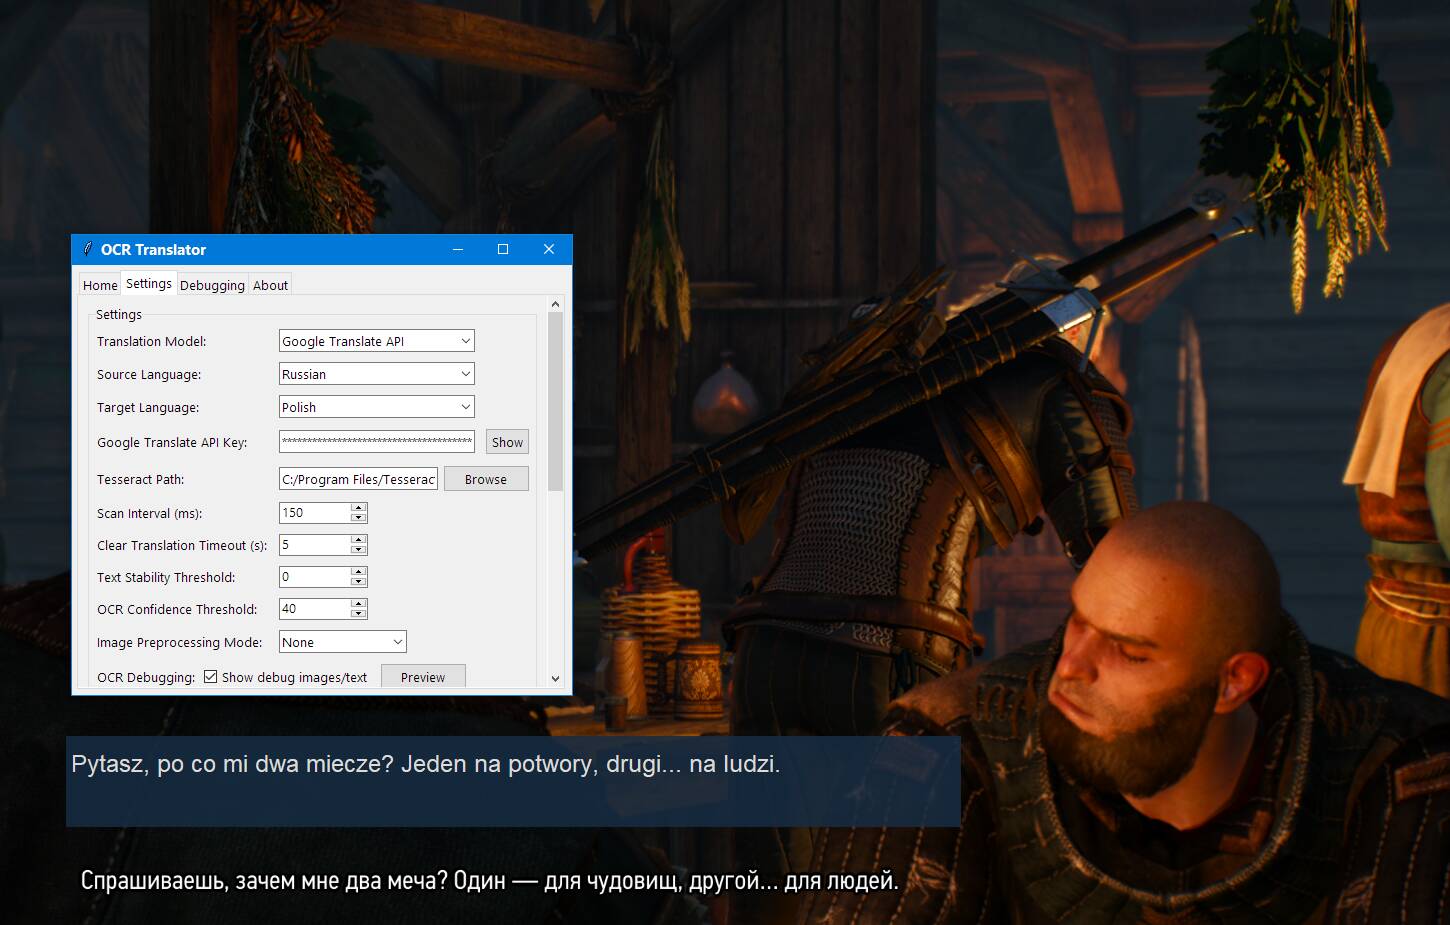 OCR Translator
Home Settings Debugging About
Settings
Translation Model: Google Translate API
Source Language: Russian
Target Language: Polish
Google Translate API Key: ************************************** Show
Tesseract Path: C:/Program Files/Tesserac Browse
Scan Interval (ms): 150
Clear Translation Timeout (s): 5
Text Stability Threshold: 0
OCR Confidence Threshold: 40
Image Preprocessing Mode: None
OCR Debugging: Show debug images/text Preview
Pytasz, po co mi dwa miecze? Jeden na potwory, drugi... na ludzi.
Спрашиваешь, зачем мне два меча? Один — для чудовищ, другой... для людей.